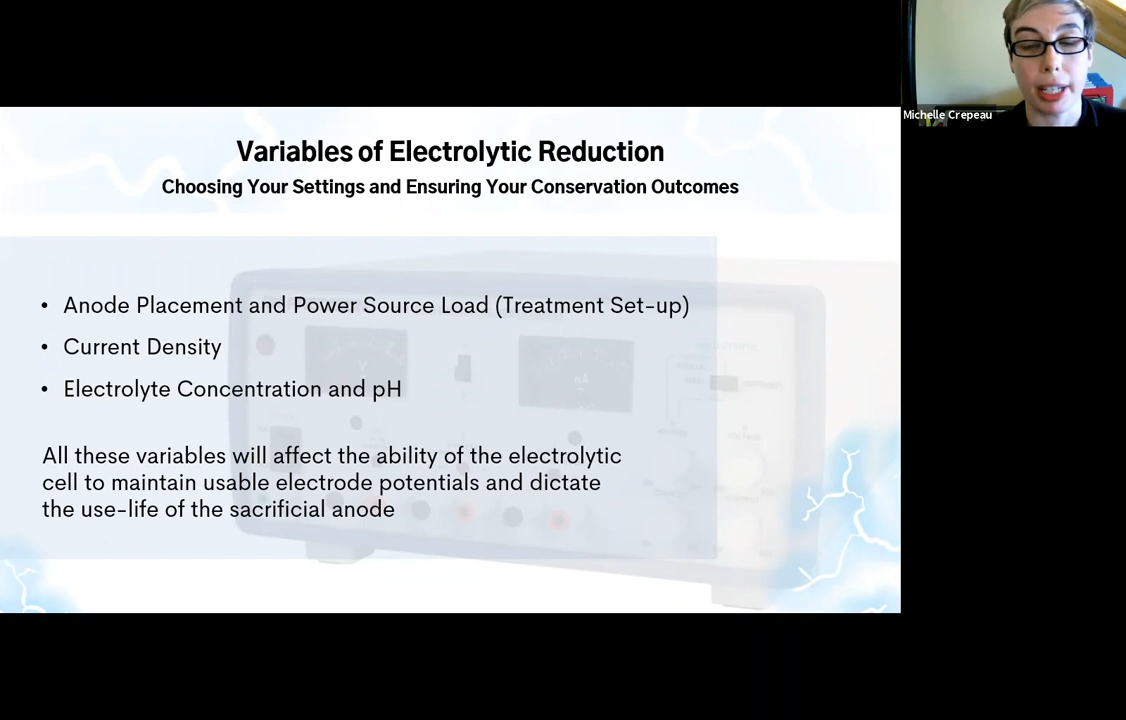 Michelle Crepeau
Variables of Electrolytic Reduction
Choosing Your Settings and Ensuring Your Conservation Outcomes
• Anode Placement and Power Source Load (Treatment Set-up)
• Current Density
• Electrolyte Concentration and pH
All these variables will affect the ability of the electrolytic
cell to maintain usable electrode potentials and dictate
the use-life of the sacrificial anode